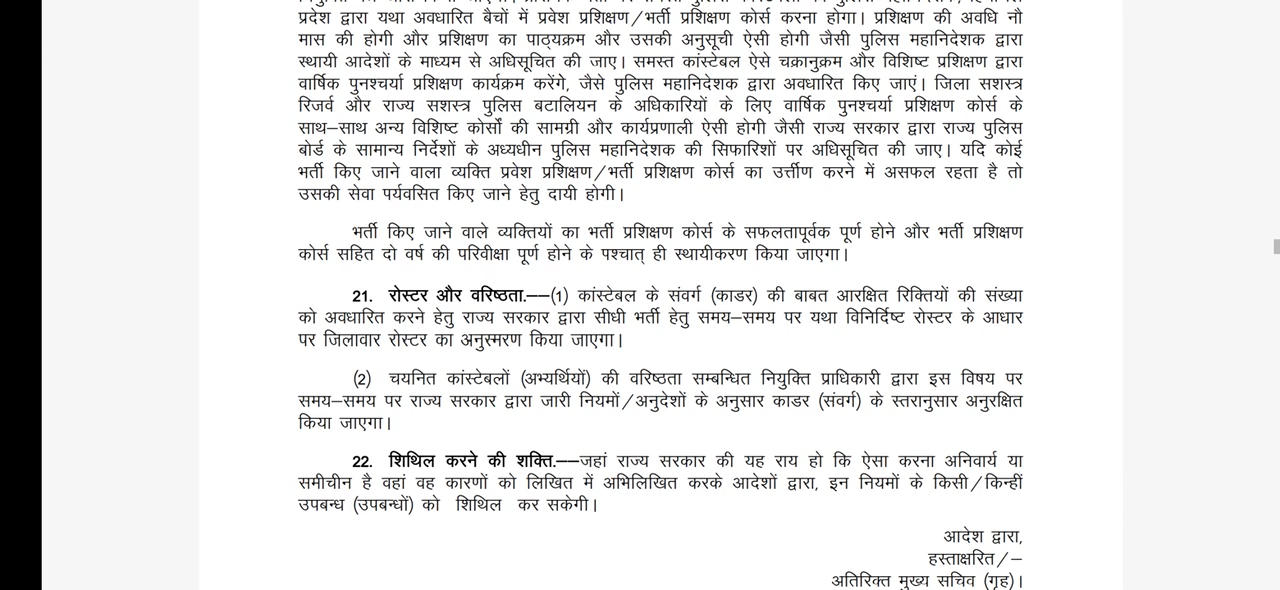 प्रदेश द्वारा यथा अवधारित बैचों में प्रवेश प्रशिक्षण/भर्ती प्रशिक्षण कोर्स करना होगा। प्रशिक्षण की अवधि नौ
मास की होगी और प्रशिक्षण का पाठ्यक्रम और उसकी अनुसूची ऐसी होगी जैसी पुलिस महानिदेशक द्वारा
स्थायी आदेशों के माध्यम से अधिसूचित की जाए। समस्त कांस्टेबल ऐसे चक्रानुक्रम और विशिष्ट प्रशिक्षण द्वारा
वार्षिक पुनश्चर्या प्रशिक्षण कार्यक्रम करेंगे, जैसे पुलिस महानिदेशक द्वारा अवधारित किए जाएं। जिला सशस्त्र
रिजर्व और राज्य सशस्त्र पुलिस बटालियन के अधिकारियों के लिए वार्षिक पुनश्चर्या प्रशिक्षण कोर्स के
साथ–साथ अन्य विशिष्ट कोर्सों की सामग्री और कार्यप्रणाली ऐसी होगी जैसी राज्य सरकार द्वारा राज्य पुलिस
बोर्ड के सामान्य निर्देशों के अध्यधीन पुलिस महानिदेशक की सिफारिशों पर अधिसूचित की जाए। यदि कोई
भर्ती किए जाने वाला व्यक्ति प्रवेश प्रशिक्षण/भर्ती प्रशिक्षण कोर्स का उर्त्तीण करने में असफल रहता है तो
उसकी सेवा पर्यवसित किए जाने हेतु दायी होगी।
भर्ती किए जाने वाले व्यक्तियों का भर्ती प्रशिक्षण कोर्स के सफलतापूर्वक पूर्ण होने और भर्ती प्रशिक्षण
कोर्स सहित दो वर्ष की परिवीक्षा पूर्ण होने के पश्चात् ही स्थायीकरण किया जाएगा।
21. रोस्टर और वरिष्ठता.––(1) कांस्टेबल के संवर्ग (काडर) की बाबत आरक्षित रिक्तियों की संख्या
को अवधारित करने हेतु राज्य सरकार द्वारा सीधी भर्ती हेतु समय–समय पर यथा विनिर्दिष्ट रोस्टर के आधार
पर जिलावार रोस्टर का अनुस्मरण किया जाएगा।
(2) चयनित कांस्टेबलों (अभ्यर्थियों) की वरिष्ठता सम्बन्धित नियुक्ति प्राधिकारी द्वारा इस विषय पर
समय–समय पर राज्य सरकार द्वारा जारी नियमों/अनुदेशों के अनुसार काडर (संवर्ग) के स्तरानुसार अनुरक्षित
किया जाएगा।
22. शिथिल करने की शक्ति.––जहां राज्य सरकार की यह राय हो कि ऐसा करना अनिवार्य या
समीचीन है वहां वह कारणों को लिखित में अभिलिखित करके आदेशों द्वारा, इन नियमों के किसी/किन्हीं
उपबन्ध (उपबन्धों) को शिथिल कर सकेगी।
आदेश द्वारा,
हस्ताक्षरित/–
अतिरिक्त मुख्य सचिव (गृह)।